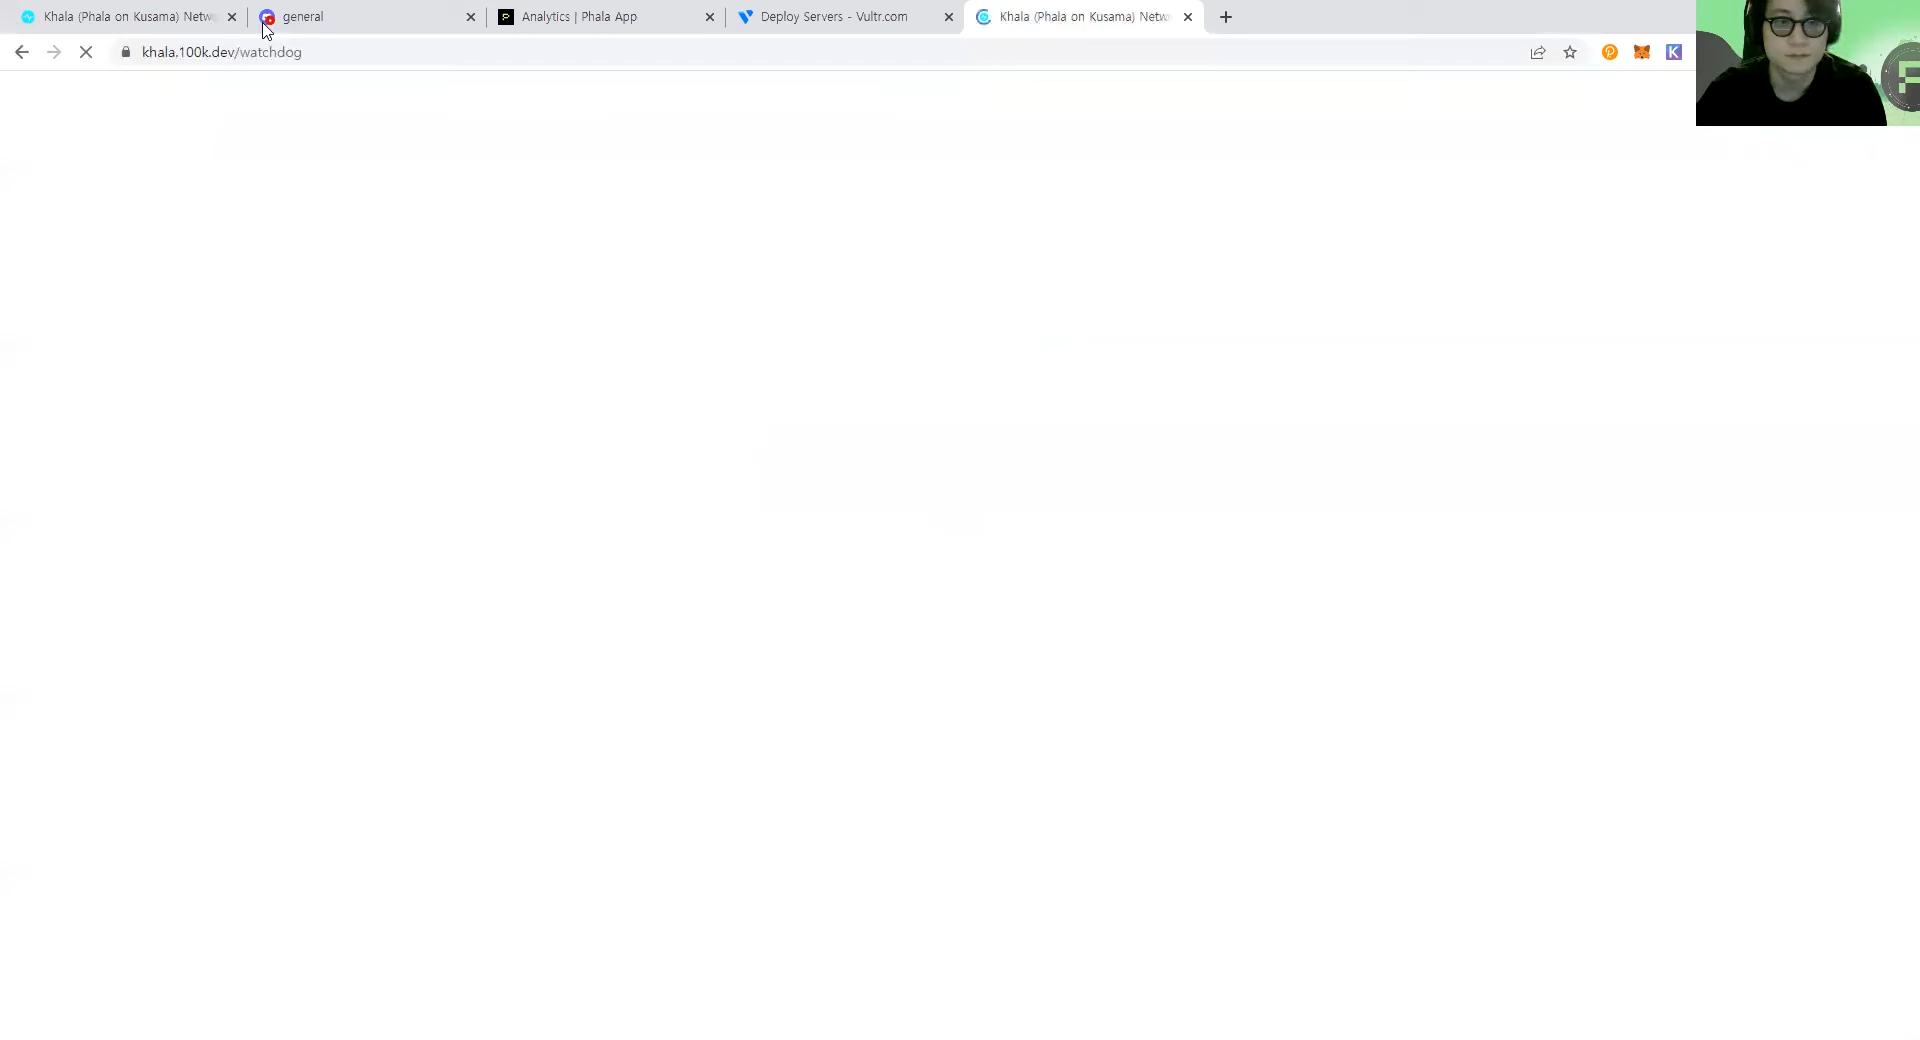 Khala (Phala on Kusama) Netw
general
Analytics | Phala App
Deploy Servers - Vultr.com
Khala (Phala on Kusama) Netw
khala.100k.dev/watchdog
K